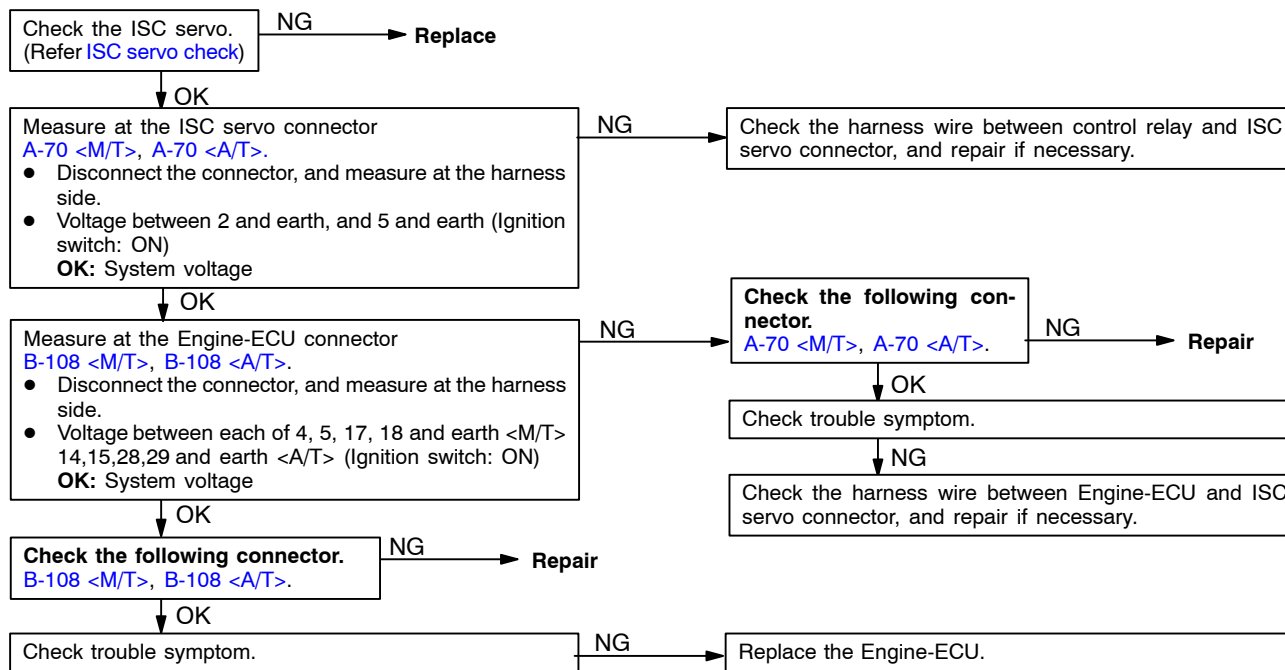 Check the ISC servo.
(Refer ISC servo check)
NG
Replace
OK
Measure at the ISC servo connector
A-70 <M/T>, A-70 <A/T>.
● Disconnect the connector, and measure at the harness
side.
● Voltage between 2 and earth, and 5 and earth (Ignition
switch: ON)
OK: System voltage
NG
Check the harness wire between control relay and ISC
servo connector, and repair if necessary.
OK
Measure at the Engine-ECU connector
B-108 <M/T>, B-108 <A/T>.
● Disconnect the connector, and measure at the harness
side.
● Voltage between each of 4, 5, 17, 18 and earth <M/T>
14,15,28,29 and earth <A/T> (Ignition switch: ON)
OK: System voltage
NG
Check the following con-
nector.
A-70 <M/T>, A-70 <A/T>.
NG
Repair
OK
Check trouble symptom.
NG
Check the harness wire between Engine-ECU and ISC
servo connector, and repair if necessary.
OK
Check the following connector.
B-108 <M/T>, B-108 <A/T>.
NG
Repair
OK
Check trouble symptom.
NG
Replace the Engine-ECU.